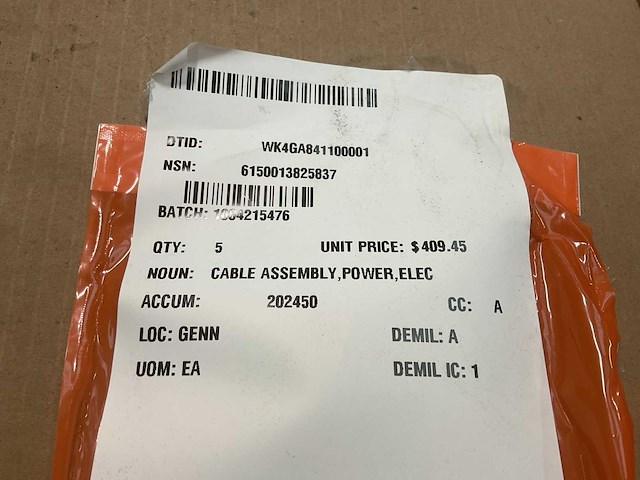 DTID: WK4GA841100001
NSN: 6150013825837
BATCH: 1004215476
QTY: 5 UNIT PRICE: $409.45
NOUN: CABLE ASSEMBLY,POWER,ELEC
ACCUM: 202450 CC: A
LOC: GENN DEMIL: A
UOM: EA DEMIL IC: 1